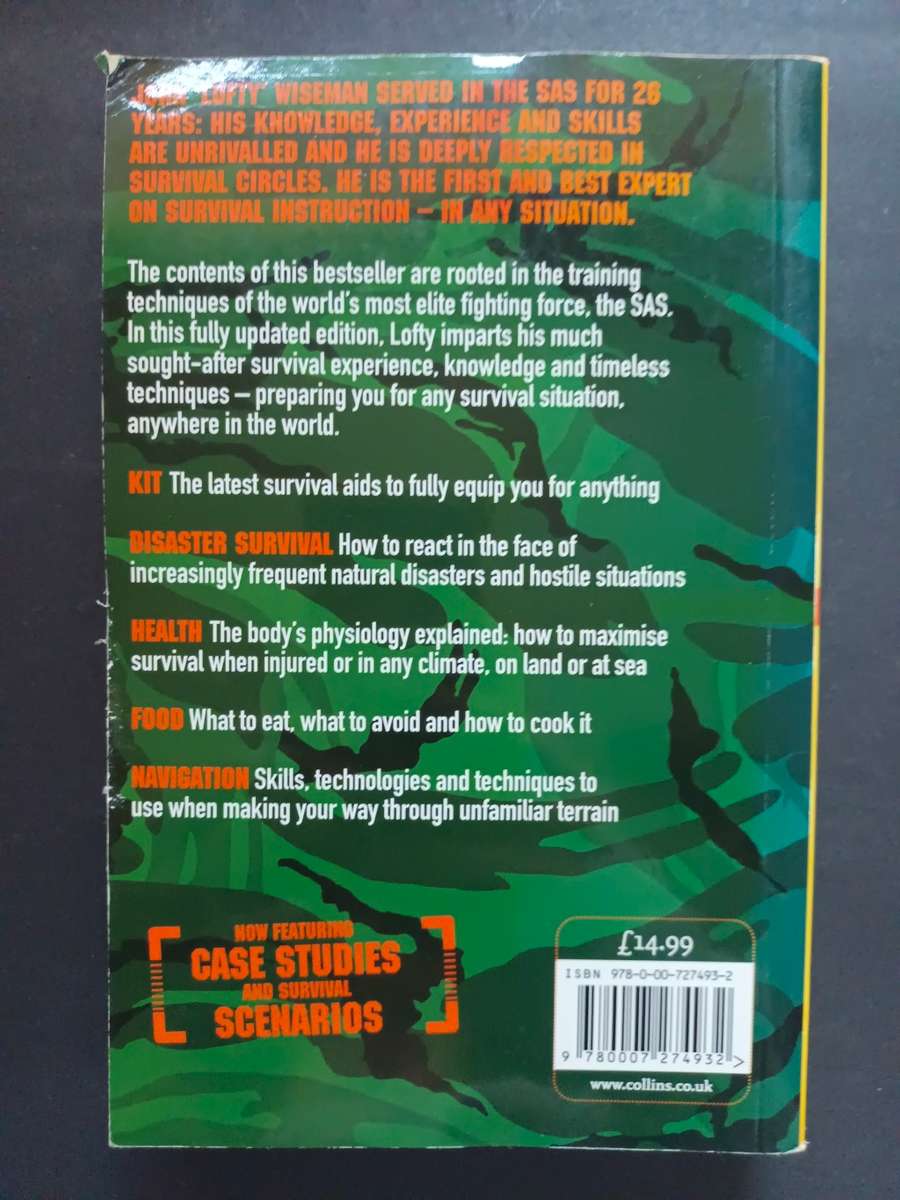 JOHN 'LOFTY' WISEMAN SERVED IN THE SAS FOR 26
YEARS: HIS KNOWLEDGE, EXPERIENCE AND SKILLS
ARE UNRIVALLED AND HE IS DEEPLY RESPECTED IN
SURVIVAL CIRCLES. HE IS THE FIRST AND BEST EXPERT
ON SURVIVAL INSTRUCTION – IN ANY SITUATION.
The contents of this bestseller are rooted in the training
techniques of the world's most elite fighting force, the SAS.
In this fully updated edition, Lofty imparts his much
sought-after survival experience, knowledge and timeless
techniques – preparing you for any survival situation,
anywhere in the world.
KIT The latest survival aids to fully equip you for anything
DISASTER SURVIVAL How to react in the face of
increasingly frequent natural disasters and hostile situations
HEALTH The body's physiology explained: how to maximise
survival when injured or in any climate, on land or at sea
FOOD What to eat, what to avoid and how to cook it
NAVIGATION Skills, technologies and techniques to
use when making your way through unfamiliar terrain
NOW FEATURING
CASE STUDIES
AND SURVIVAL
SCENARIOS
£14.99
ISBN 978-0-00-727493-2
9 780007 274932 >
www.collins.co.uk